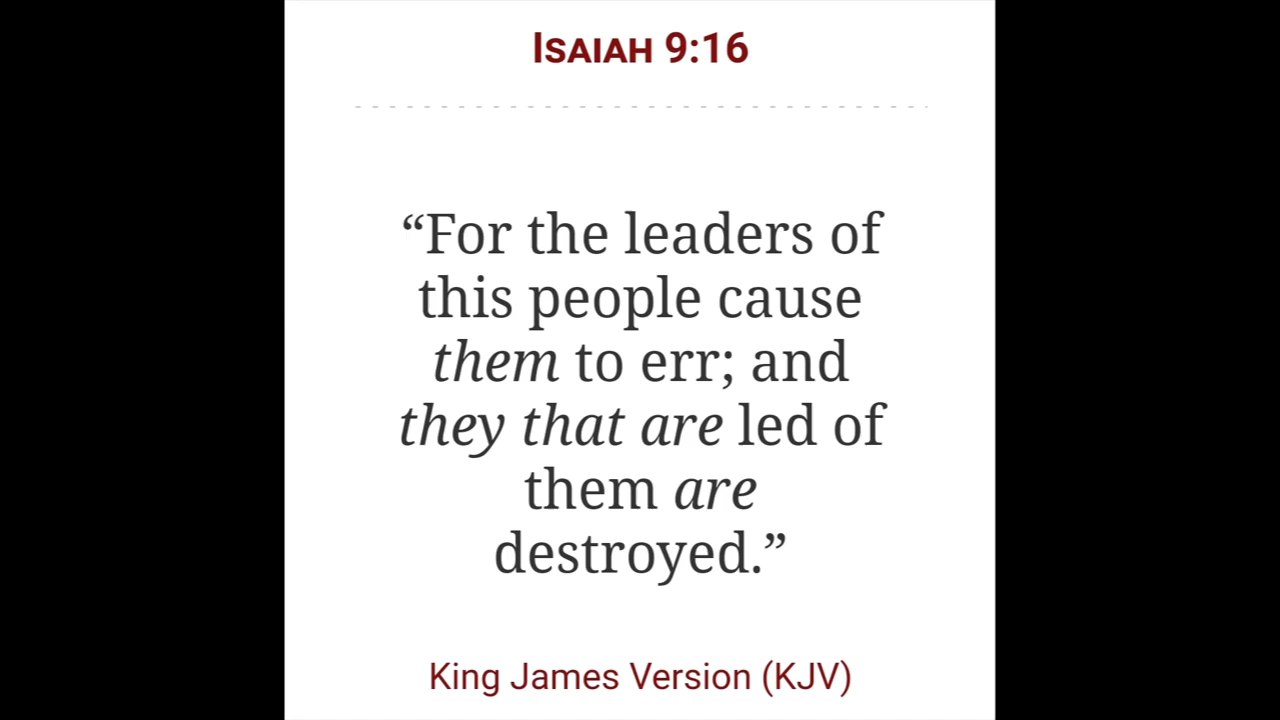 Isaiah 9:16
“For the leaders of
this people cause
them to err; and
they that are led of
them are
destroyed.”
King James Version (KJV)